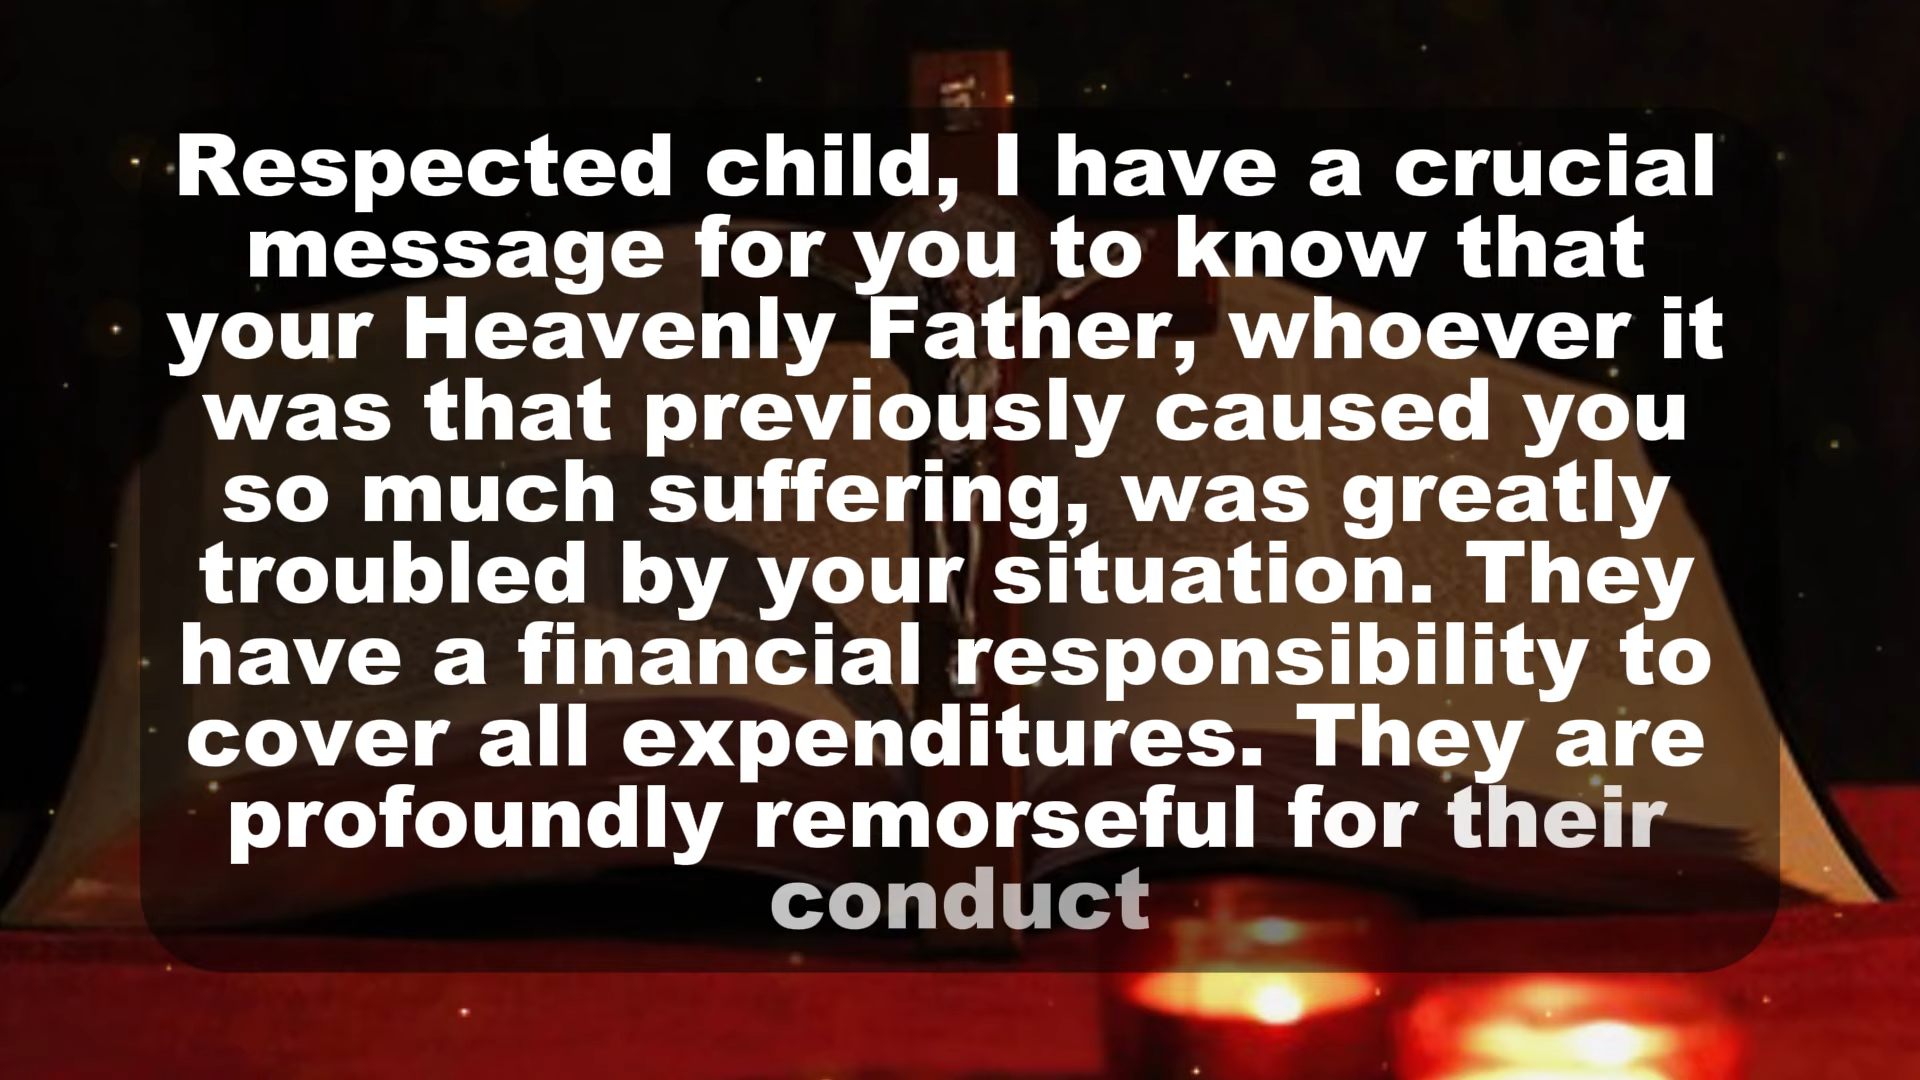 Respected child, I have a crucial
message for you to know that
your Heavenly Father, whoever it
was that previously caused you
so much suffering, was greatly
troubled by your situation. They
have a financial responsibility to
cover all expenditures. They are
profoundly remorseful for their
conduct